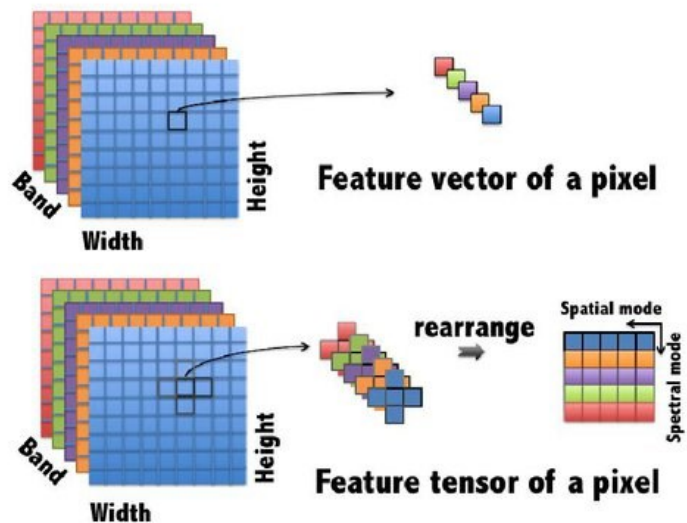 Band
Width
Height
Feature vector of a pixel
Band
Width
Height
rearrange
Spatial mode
Spectral mode
Feature tensor of a pixel